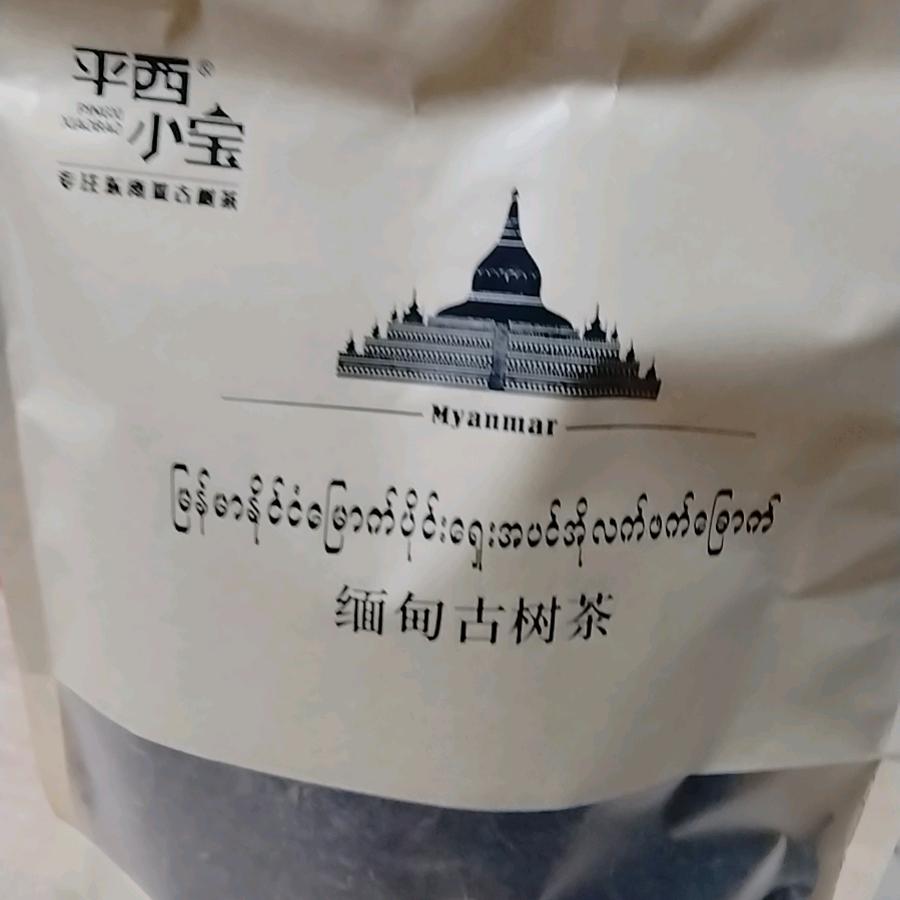 平西®
小宝
Myanmar
မြန်မာနိုင်ငံမြောက်ပိုင်းရှေးအပင်အိုလက်ဖက်ခြောက်
缅甸古树茶